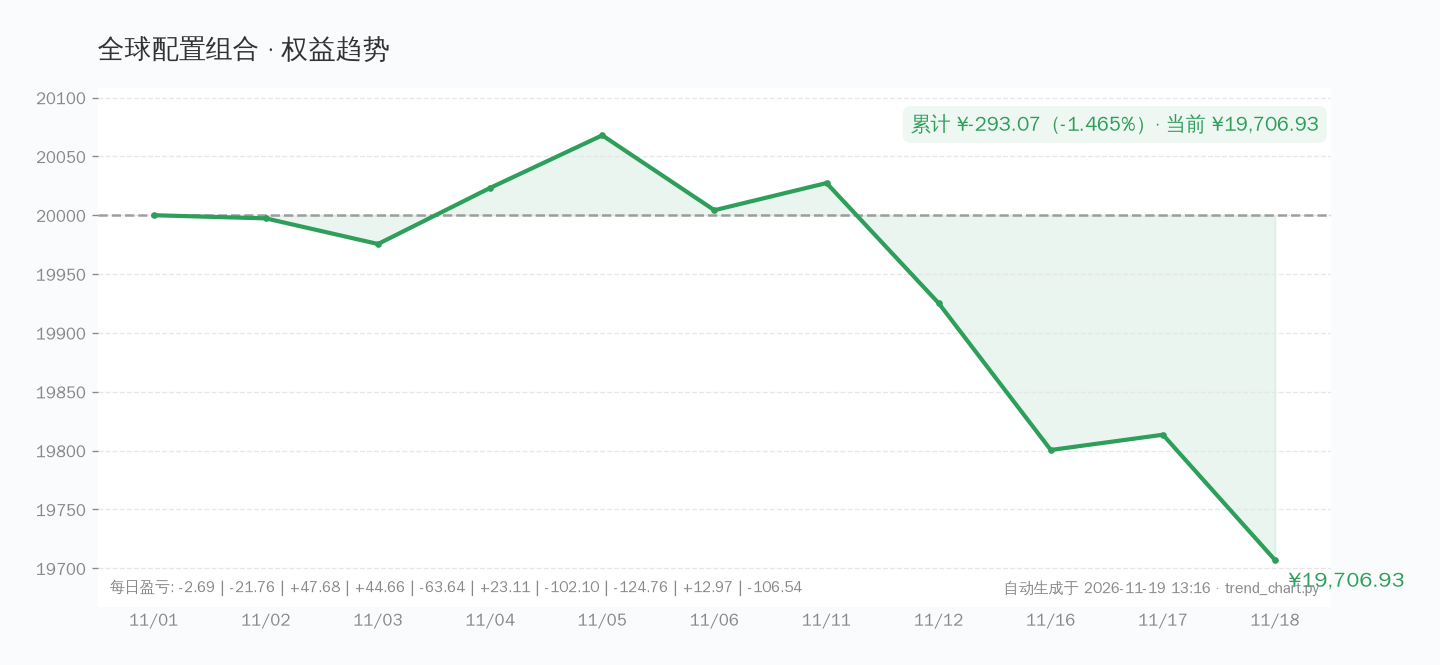 全球配置组合 · 权益趋势
累计 ¥-293.07（-1.465%）· 当前 ¥19,706.93
20100
20050
20000
19950
19900
19850
19800
19750
19700
¥19,706.93
每日盈亏: -2.69 | -21.76 | +47.68 | +44.66 | -63.64 | +23.11 | -102.10 | -124.76 | +12.97 | -106.54
自动生成于 2026-11-19 13:16 · trend_chart.py
11/01 11/02 11/03 11/04 11/05 11/06 11/11 11/12 11/16 11/17 11/18